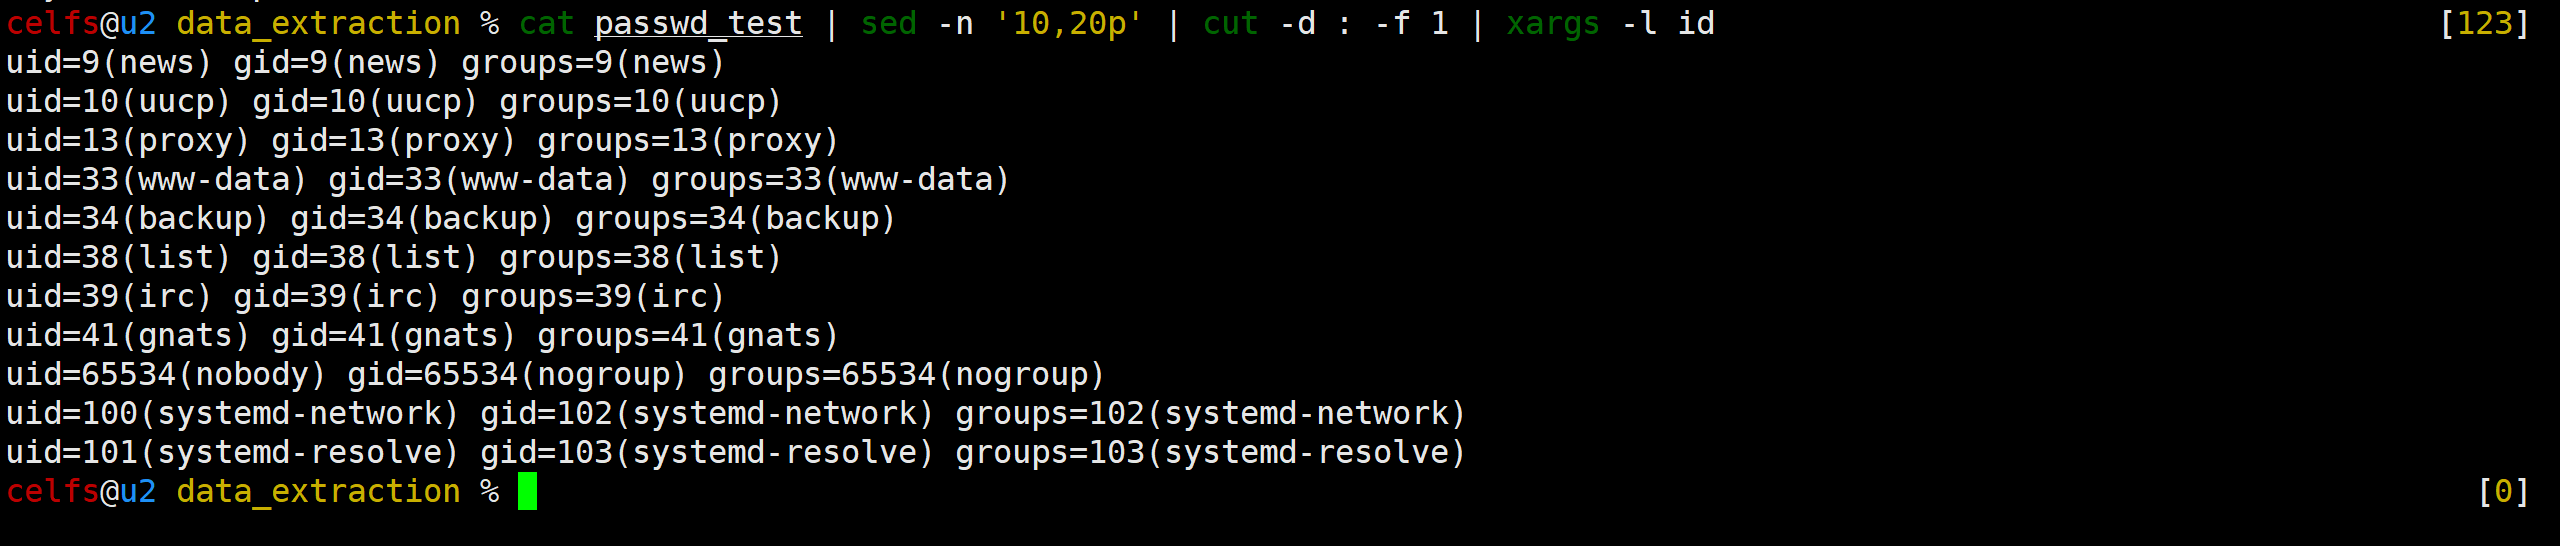 celfs@u2 data_extraction % cat passwd_test | sed -n '10,20p' | cut -d : -f 1 | xargs -l id [123]
uid=9(news) gid=9(news) groups=9(news)
uid=10(uucp) gid=10(uucp) groups=10(uucp)
uid=13(proxy) gid=13(proxy) groups=13(proxy)
uid=33(www-data) gid=33(www-data) groups=33(www-data)
uid=34(backup) gid=34(backup) groups=34(backup)
uid=38(list) gid=38(list) groups=38(list)
uid=39(irc) gid=39(irc) groups=39(irc)
uid=41(gnats) gid=41(gnats) groups=41(gnats)
uid=65534(nobody) gid=65534(nogroup) groups=65534(nogroup)
uid=100(systemd-network) gid=102(systemd-network) groups=102(systemd-network)
uid=101(systemd-resolve) gid=103(systemd-resolve) groups=103(systemd-resolve)
celfs@u2 data_extraction % [0]